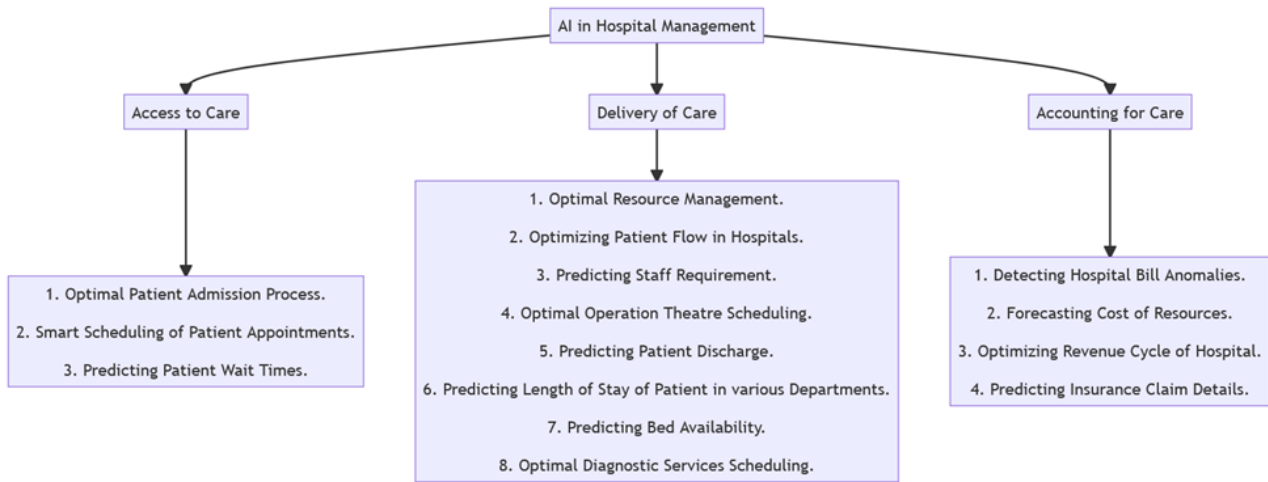 AI in Hospital Management
Access to Care
Delivery of Care
Accounting for Care
1. Optimal Patient Admission Process.
2. Smart Scheduling of Patient Appointments.
3. Predicting Patient Wait Times.
1. Optimal Resource Management.
2. Optimizing Patient Flow in Hospitals.
3. Predicting Staff Requirement.
4. Optimal Operation Theatre Scheduling.
5. Predicting Patient Discharge.
6. Predicting Length of Stay of Patient in various Departments.
7. Predicting Bed Availability.
8. Optimal Diagnostic Services Scheduling.
1. Detecting Hospital Bill Anomalies.
2. Forecasting Cost of Resources.
3. Optimizing Revenue Cycle of Hospital.
4. Predicting Insurance Claim Details.